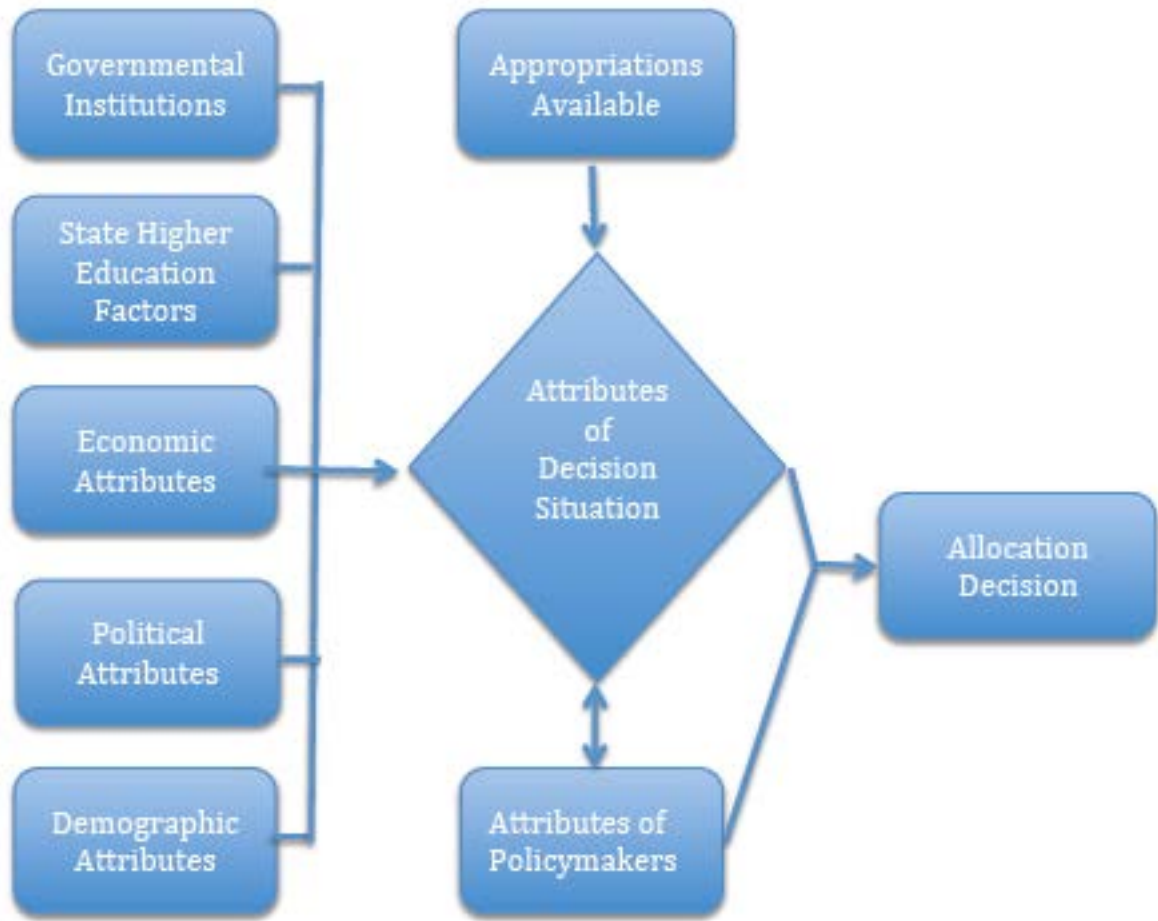 Governmental
Institutions
State Higher
Education
Factors
Economic
Attributes
Political
Attributes
Demographic
Attributes
Appropriations
Available
Attributes
of
Decision
Situation
Attributes of
Policymakers
Allocation
Decision